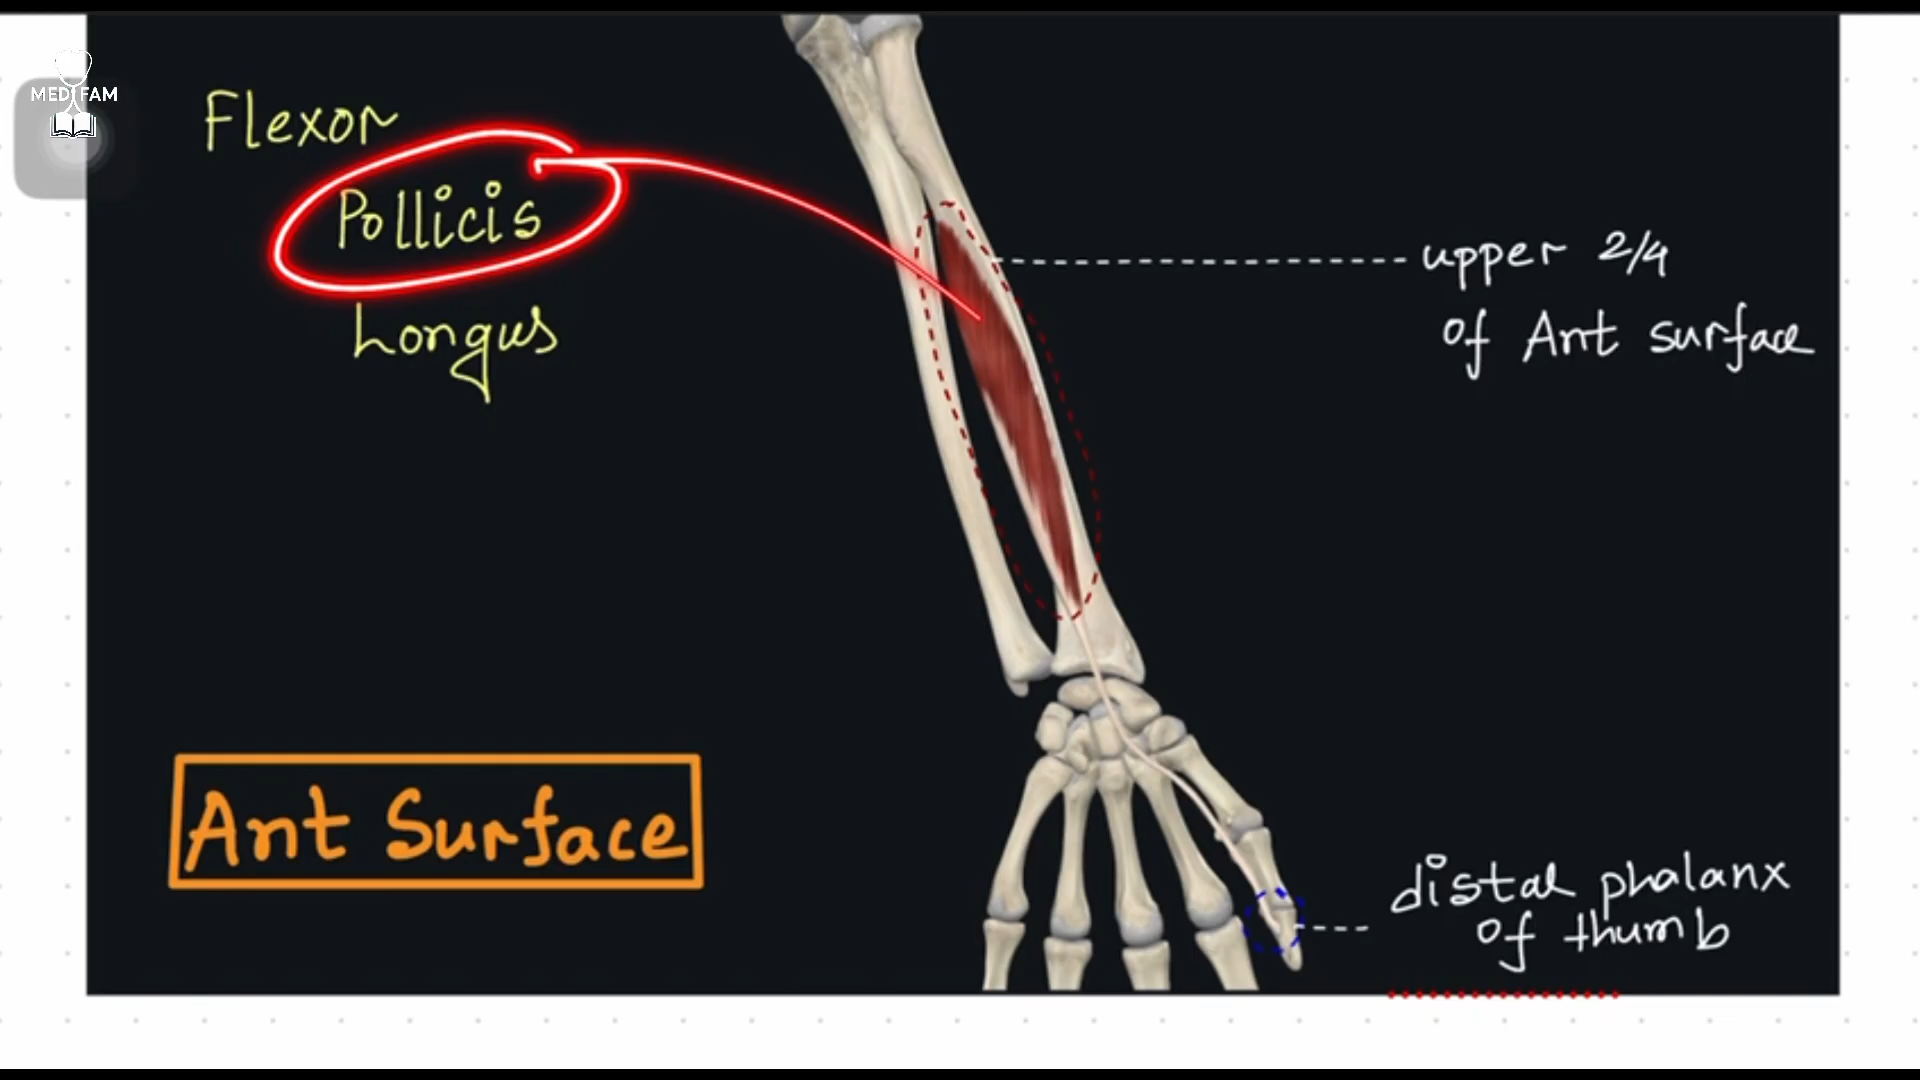 MEDIFAM
Flexor
Pollicis
Longus
upper 2/4
of Ant surface
Ant Surface
distal phalanx
of thumb